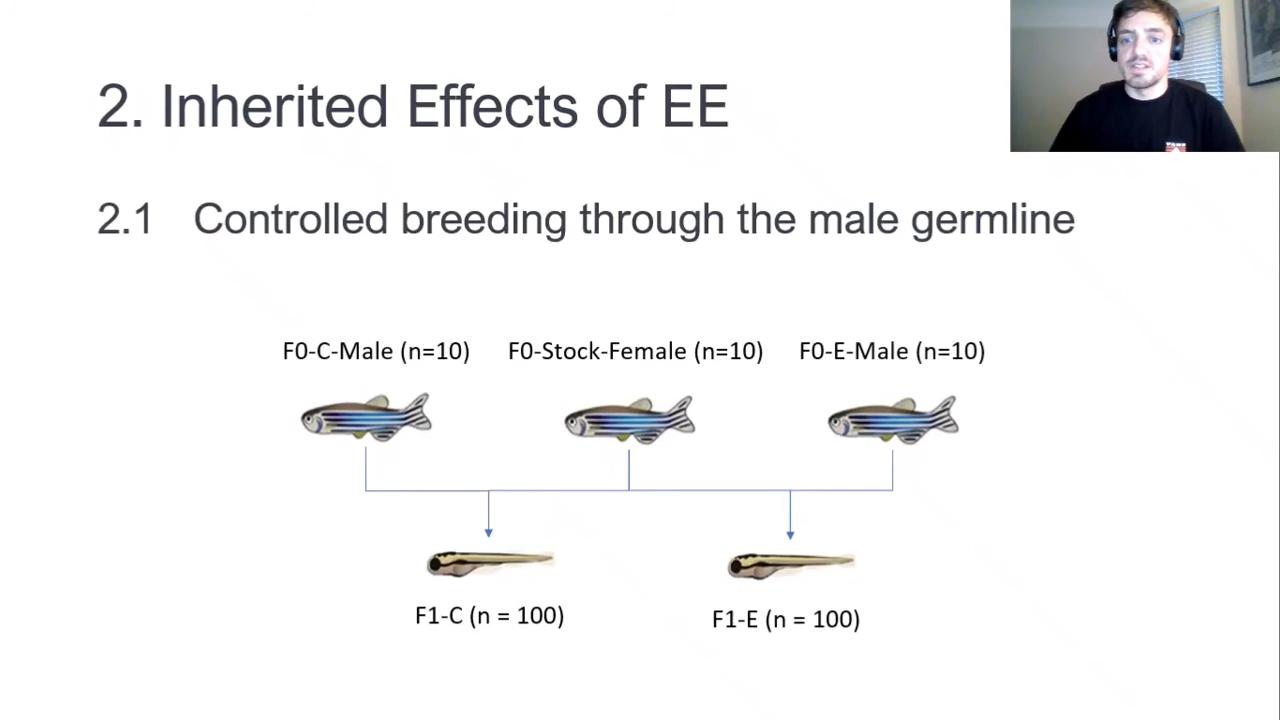 2. Inherited Effects of EE
2.1 Controlled breeding through the male germline
F0-C-Male (n=10) F0-Stock-Female (n=10) F0-E-Male (n=10)
F1-C (n = 100) F1-E (n = 100)